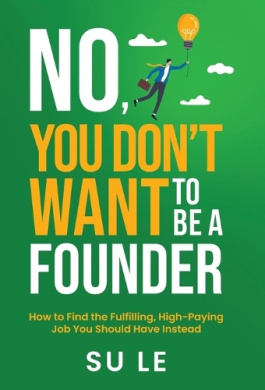 NO,
YOU DON'T
WANT TO
BE A
FOUNDER
How to Find the Fulfilling, High-Paying
Job You Should Have Instead
SU LE